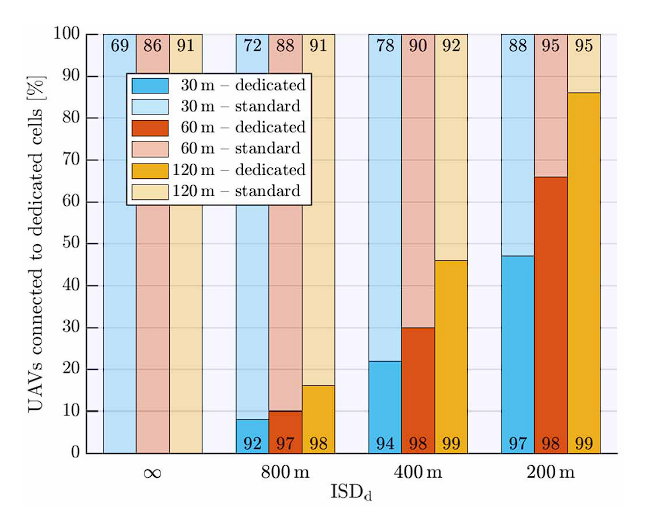 UAVs connected to dedicated cells [%]
100
90
80
70
60
50
40
30
20
10
0
69 86 91 72 88 91 78 90 92 88 95 95
30 m – dedicated
30 m – standard
60 m – dedicated
60 m – standard
120 m – dedicated
120 m – standard
92 97 98 94 98 99 97 98 99
∞ 800 m 400 m 200 m
ISDd